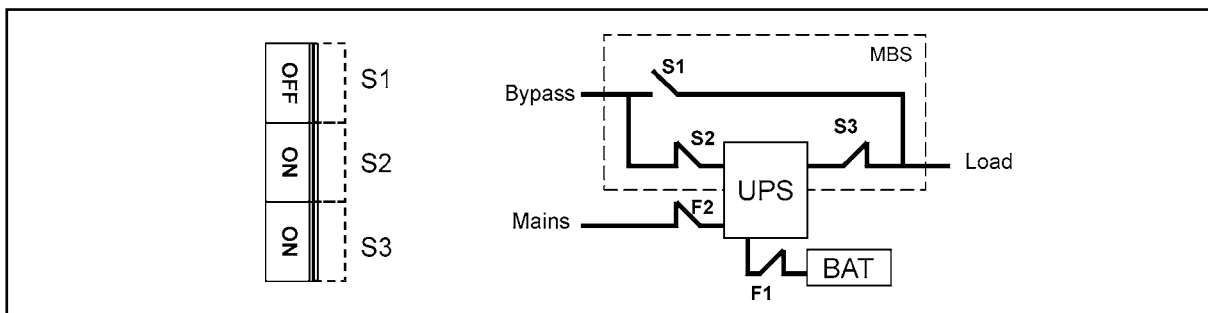 OFF
S1
ON
S2
ON
S3
MBS
S1
Bypass
S2
S3
Load
UPS
F2
Mains
BAT
F1